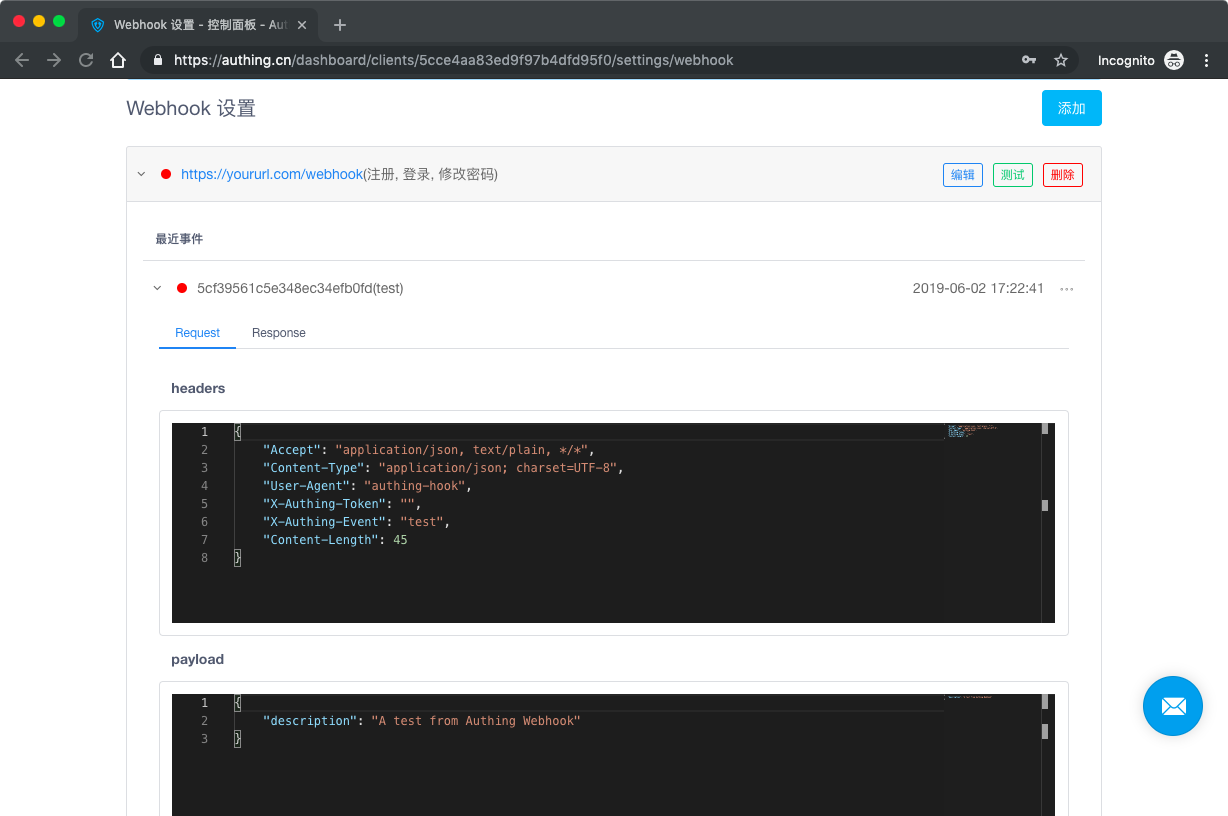 Webhook 设置 - 控制面板 - Aut
https://authing.cn/dashboard/clients/5cce4aa83ed9f97b4dfd95f0/settings/webhook
Incognito
Webhook 设置
添加
https://yoururl.com/webhook(注册, 登录, 修改密码)
编辑
测试
删除
最近事件
5cf39561c5e348ec34efb0fd(test)
2019-06-02 17:22:41
Request
Response
headers
1 {
2 "Accept": "application/json, text/plain, */*",
3 "Content-Type": "application/json; charset=UTF-8",
4 "User-Agent": "authing-hook",
5 "X-Authing-Token": "",
6 "X-Authing-Event": "test",
7 "Content-Length": 45
8 }
payload
1 {
2 "description": "A test from Authing Webhook"
3 }